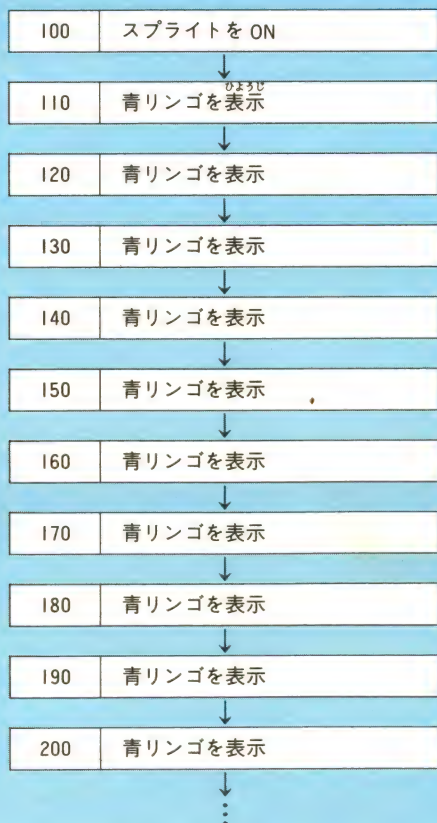 100 スプライトを ON
ひょうじ
110 青リンゴを表示
120 青リンゴを表示
130 青リンゴを表示
140 青リンゴを表示
150 青リンゴを表示
160 青リンゴを表示
170 青リンゴを表示
180 青リンゴを表示
190 青リンゴを表示
200 青リンゴを表示